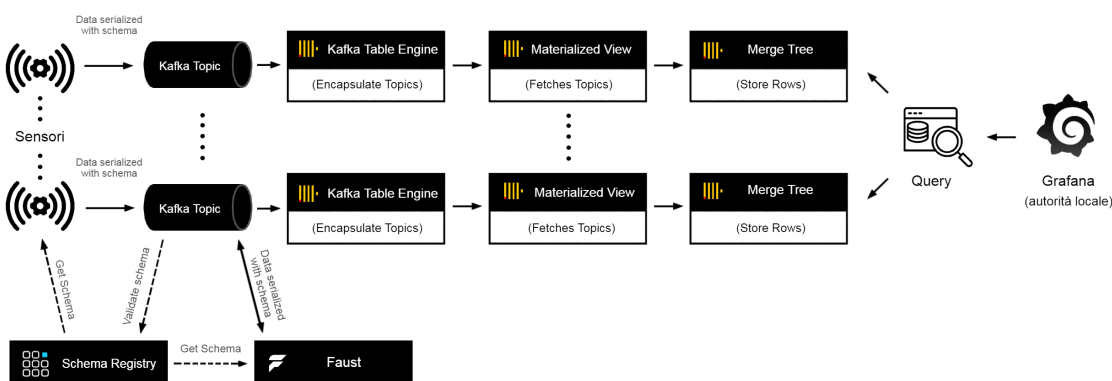 Data serialized
with schema
Kafka Topic
Kafka Table Engine
(Encapsulate Topics)
Materialized View
(Fetches Topics)
Merge Tree
(Store Rows)
Sensori
Data serialized
with schema
Kafka Topic
Kafka Table Engine
(Encapsulate Topics)
Materialized View
(Fetches Topics)
Merge Tree
(Store Rows)
Query
Grafana
(autorità locale)
Get Schema
Validate schema
Data serialized
with schema
Schema Registry
Get Schema
Faust